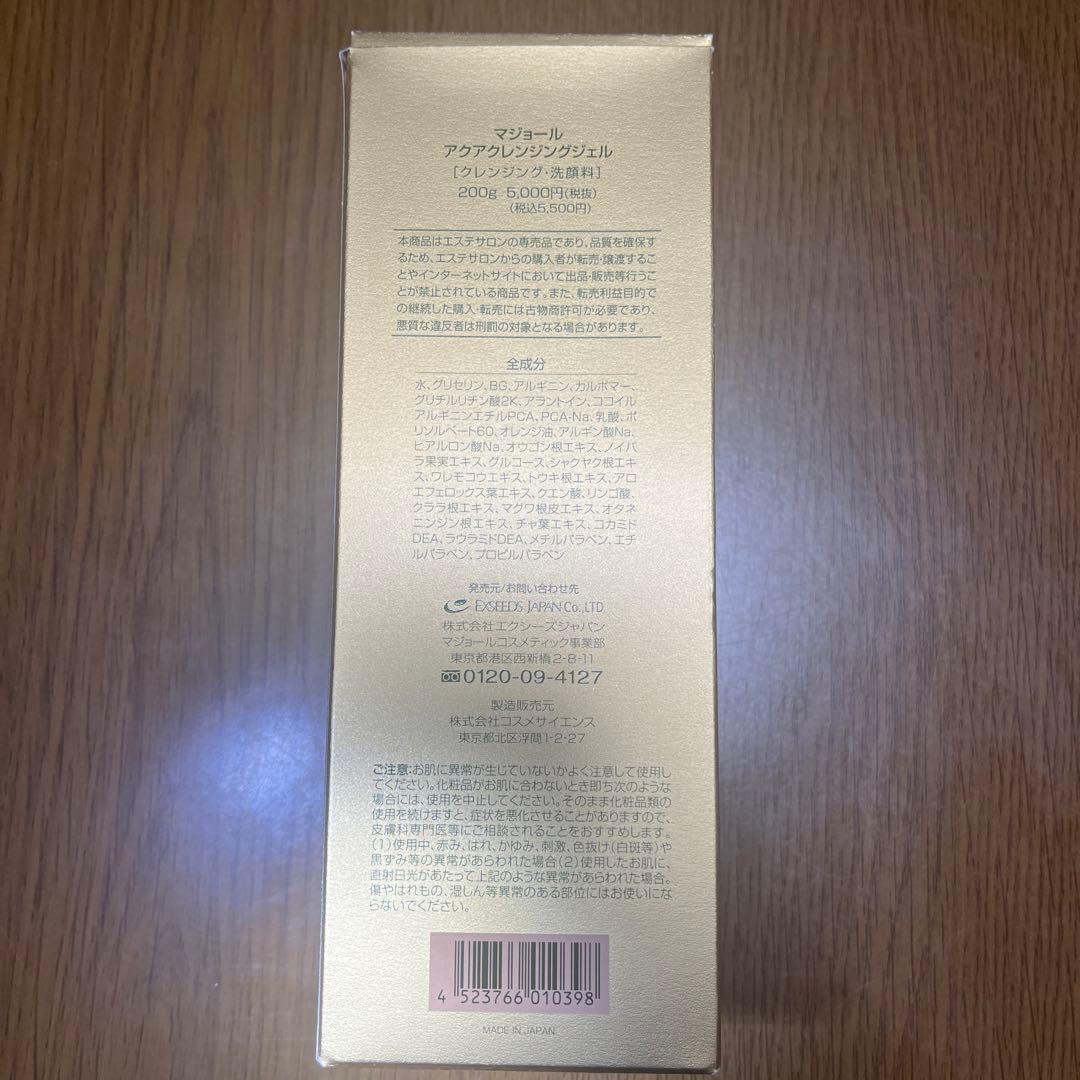 マジョール
アクアクレンジングジェル
[クレンジング・洗顔料]
200g 5,000円(税抜)
(税込5,500円)
本商品はエステサロンの専売品であり、品質を確保す
るため、エステサロンからの購入者が転売・譲渡するこ
とやインターネットサイトにおいて出品・販売等行うこ
とが禁止されている商品です。また、転売利益目的で
の継続した購入・転売には古物商許可が必要であり、
悪質な違反者は刑罰の対象となる場合があります。
全成分
水、グリセリン、BG、アルギニン、カルボマー、
グリチルリチン酸2K、アラントイン、ココイル
アルギニンエチルPCA、PCA-Na、乳酸、ポ
リソルベート60、オレンジ油、アルギン酸Na、
ヒアルロン酸Na、オウゴン根エキス、ノイバ
ラ果実エキス、グルコース、シャクヤク根エキ
ス、ワレモコウエキス、トウキ根エキス、アロ
エフェロックス葉エキス、クエン酸、リンゴ酸、
クララ根エキス、マグワ根皮エキス、オタネ
ニンジン根エキス、チャ葉エキス、コカミド
DEA、ラウラミドDEA、メチルパラベン、エチ
ルパラベン、プロピルパラベン
発売元/お問い合わせ先
EXSEEDS JAPAN Co.,LTD
株式会社エクシーズジャパン
マジョールコスメティック事業部
東京都港区西新橋2-8-11
0120-09-4127
製造販売元
株式会社コスメサイエンス
東京都北区浮間1-2-27
ご注意:お肌に異常が生じていないかよく注意して使用し
てください。化粧品がお肌に合わないとき即ち次のような
場合には、使用を中止してください。そのまま化粧品類の
使用を続けますと、症状を悪化させることがありますので、
皮膚科専門医等にご相談されることをおすすめします。
(1)使用中、赤み、はれ、かゆみ、刺激、色抜け(白斑等)や
黒ずみ等の異常があらわれた場合(2)使用したお肌に、
直射日光があたって上記のような異常があらわれた場合。
傷やはれもの、湿しん等異常のある部位にはお使いにな
らないでください。
4 523766 010398
MADE IN JAPAN